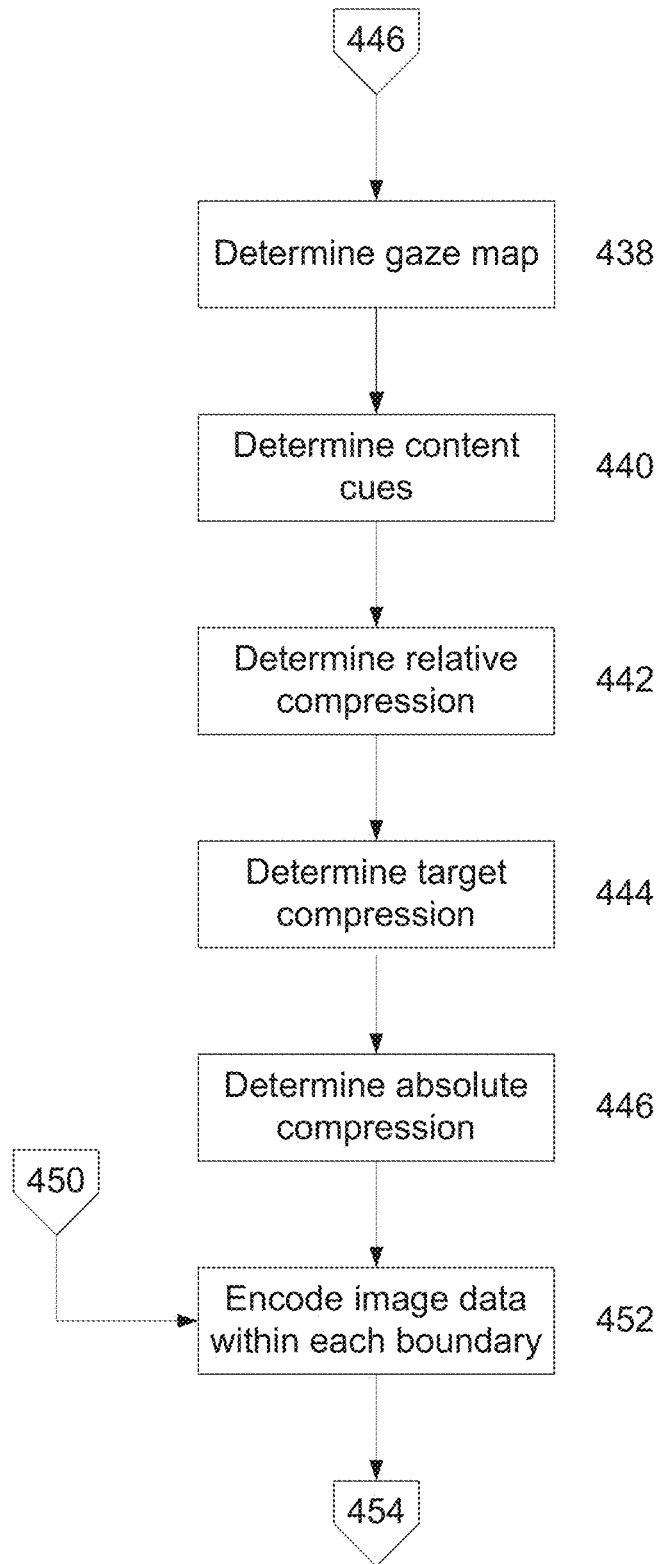 446
Determine gaze map
438
Determine content
cues
440
Determine relative
compression
442
Determine target
compression
444
Determine absolute
compression
446
450
Encode image data
within each boundary
452
454